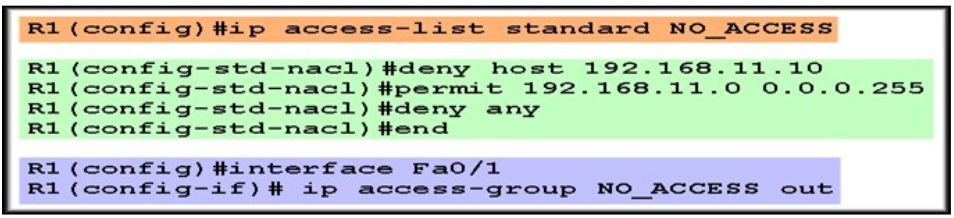 R1(config)#ip access-list standard NO_ACCESS
R1(config-std-nacl)#deny host 192.168.11.10
R1(config-std-nacl)#permit 192.168.11.0 0.0.0.255
R1(config-std-nacl)#deny any
R1(config-std-nacl)#end
R1(config)#interface Fa0/1
R1(config-if)# ip access-group NO_ACCESS out